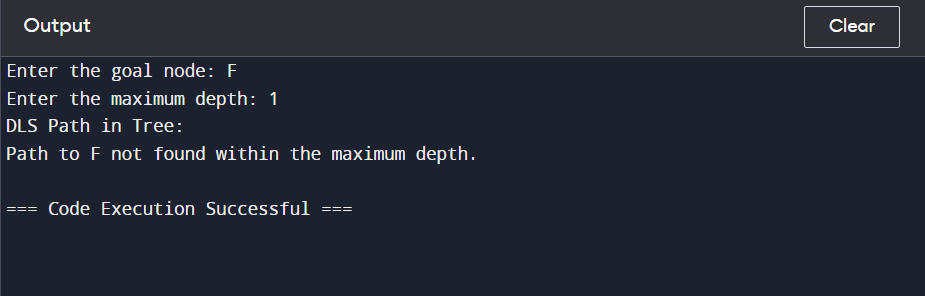 Output
Clear
Enter the goal node: F
Enter the maximum depth: 1
DLS Path in Tree:
Path to F not found within the maximum depth.
=== Code Execution Successful ===